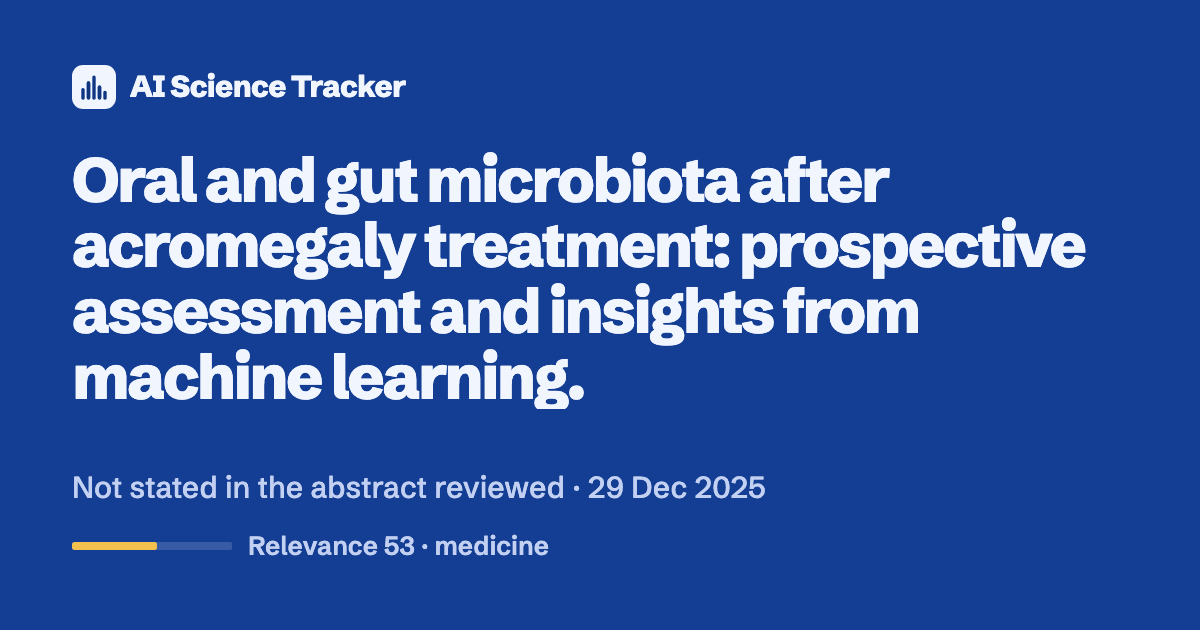 AI Science Tracker
Oral and gut microbiota after
acromegaly treatment: prospective
assessment and insights from
machine learning.
Not stated in the abstract reviewed · 29 Dec 2025
Relevance 53 · medicine